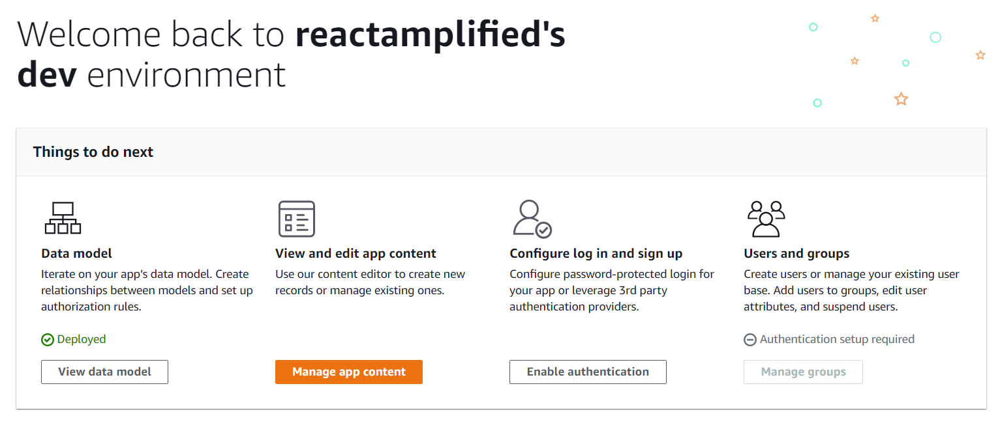 Welcome back to reactamplified's
dev environment
Things to do next
Data model
Iterate on your app’s data model. Create
relationships between models and set up
authorization rules.
Deployed
View data model
View and edit app content
Use our content editor to create new
records or manage existing ones.
Manage app content
Configure log in and sign up
Configure password-protected login for
your app or leverage 3rd party
authentication providers.
Enable authentication
Users and groups
Create users or manage your existing user
base. Add users to groups, edit user
attributes, and suspend users.
Authentication setup required
Manage groups